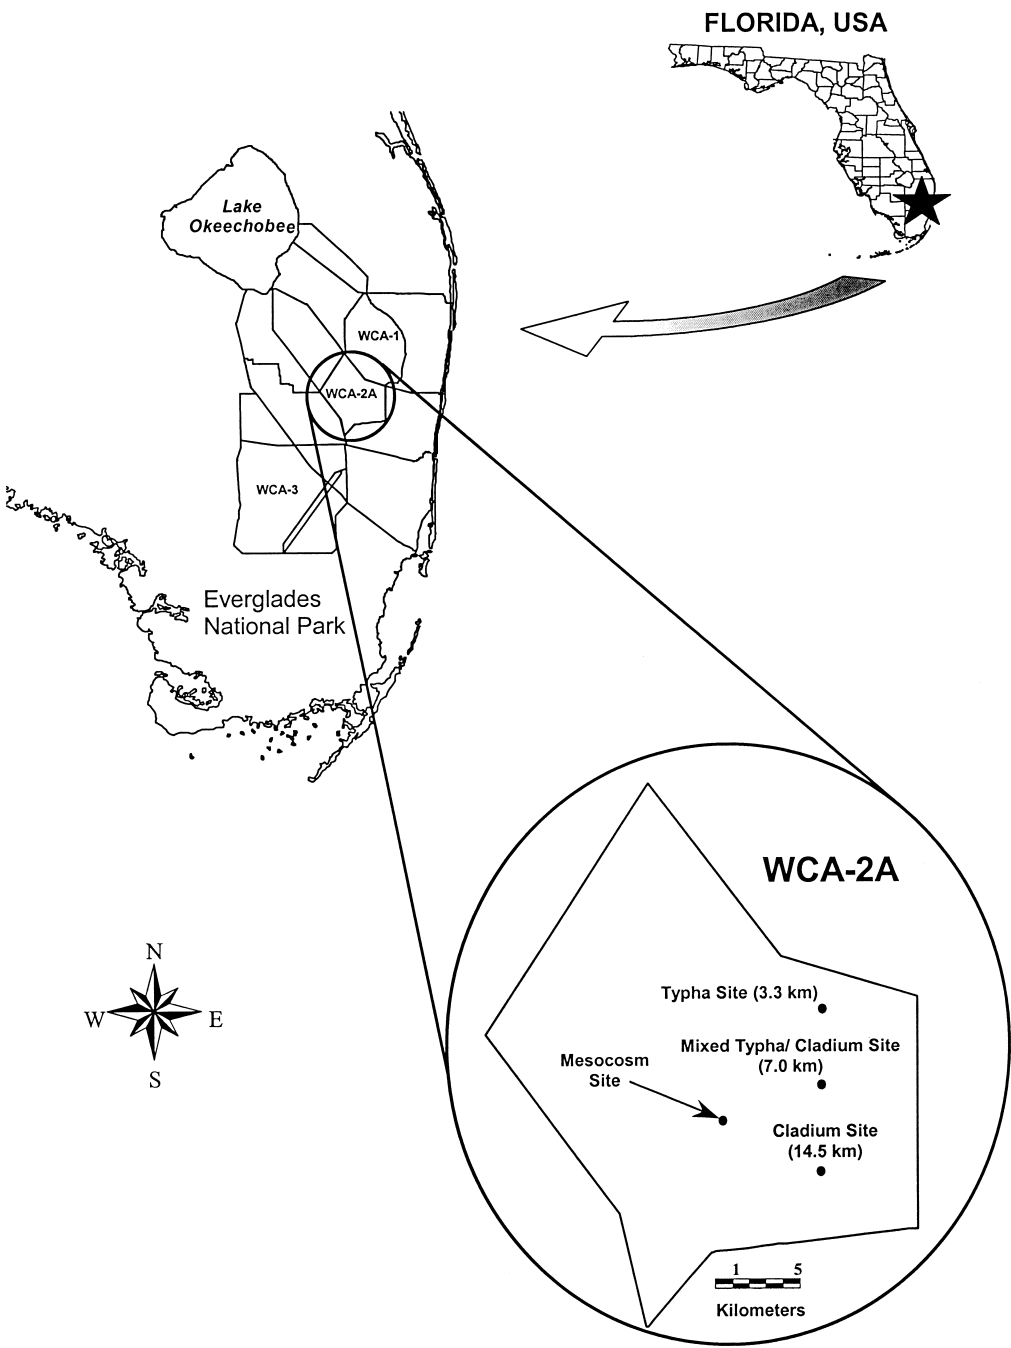 FLORIDA, USA
Lake
Okeechobee
WCA-1
WCA-2A
WCA-3
Everglades
National Park
WCA-2A
Typha Site (3.3 km)
Mixed Typha/ Cladium Site
(7.0 km)
Mesocosm
Site
Cladium Site
(14.5 km)
N
W E
S
1 5
Kilometers